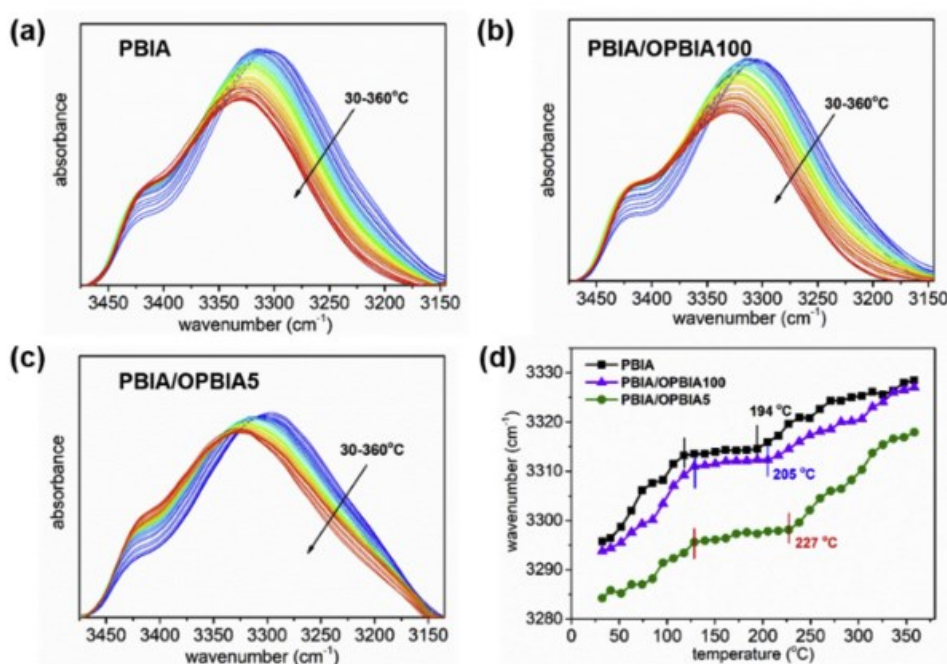 (a)
PBIA
30-360°C
absorbance
3450 3400 3350 3300 3250 3200 3150
wavenumber (cm⁻¹)
(b)
PBIA/OPBIA100
30-360°C
absorbance
3450 3400 3350 3300 3250 3200 3150
wavenumber (cm⁻¹)
(c)
PBIA/OPBIA5
30-360°C
absorbance
3450 3400 3350 3300 3250 3200 3150
wavenumber (cm⁻¹)
(d)
PBIA
PBIA/OPBIA100
PBIA/OPBIA5
194 °C
205 °C
227 °C
wavenumber (cm⁻¹)
3330
3320
3310
3300
3290
3280
0 50 100 150 200 250 300 350
temperature (°C)